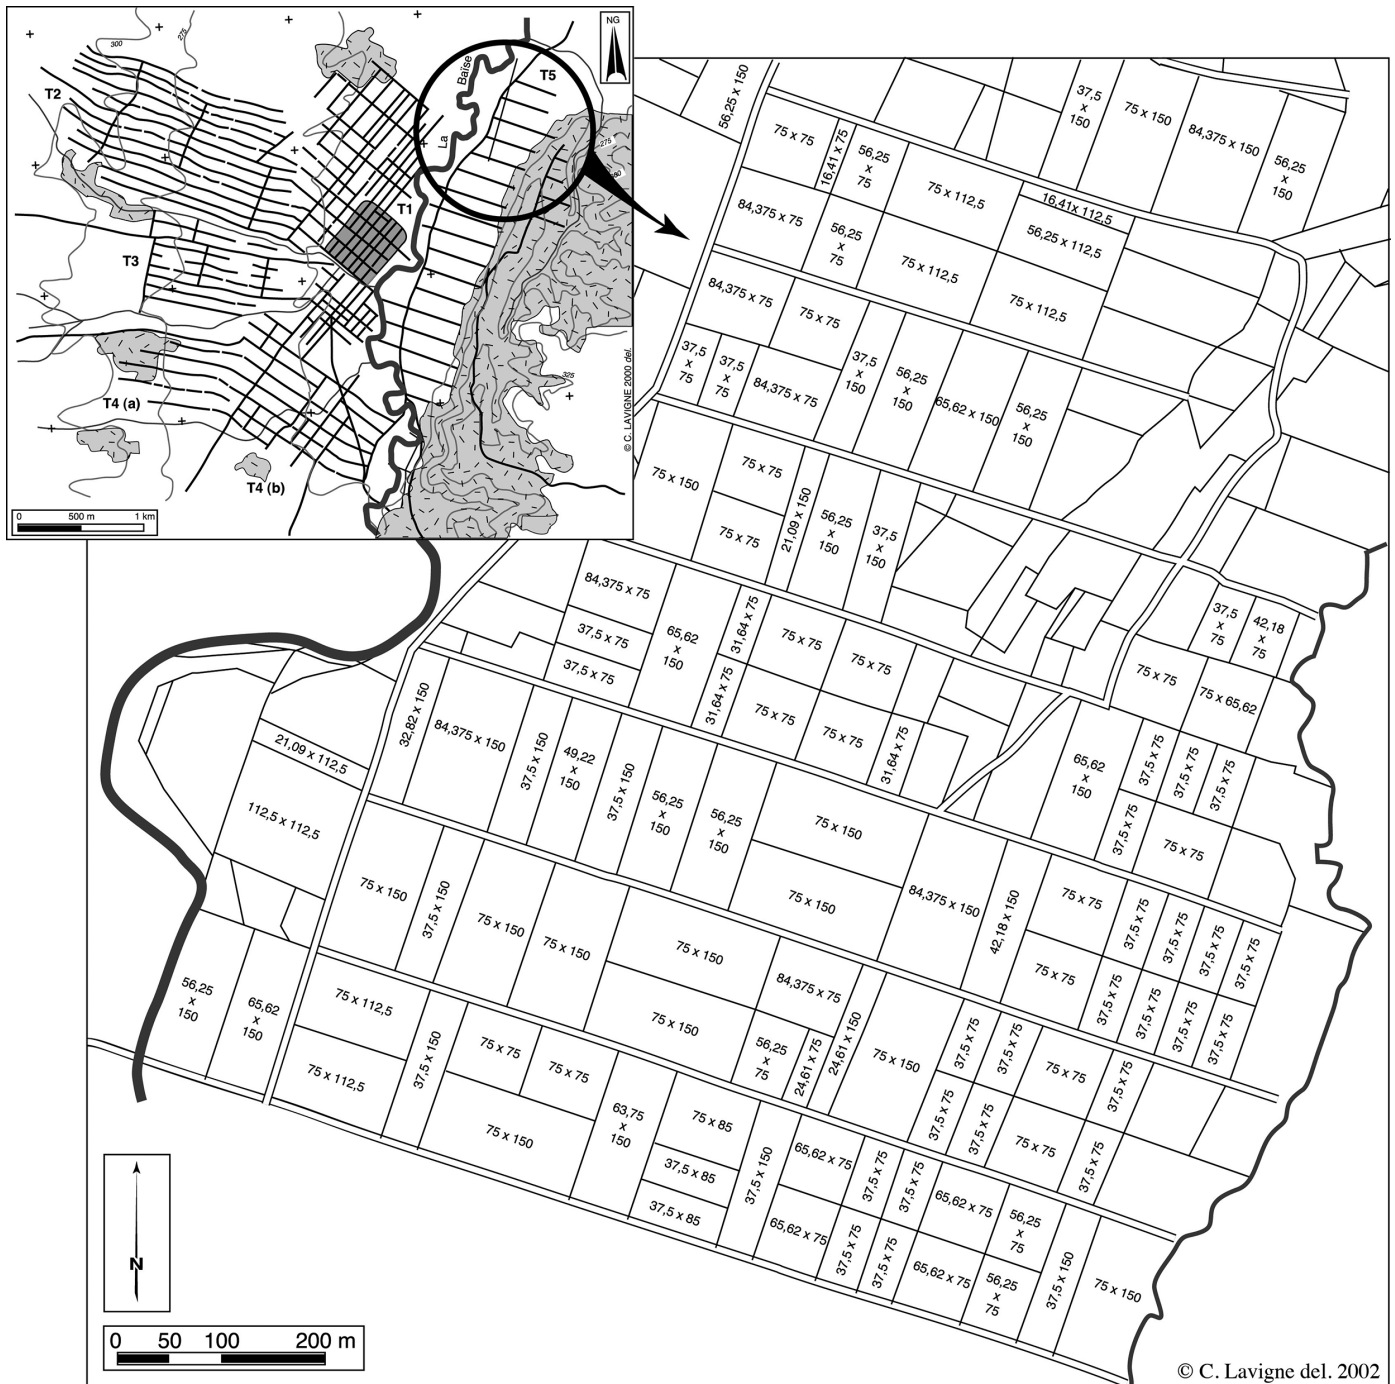 NG
300
275
T2
La Baïse
T5
275
T1
T3
325
T4 (a)
T4 (b)
0 500 m 1 km
© C. LAVIGNE 2000 del.
56,25 x 150
37,5
x
150
75 x 150
84,375 x 150
56,25
x
150
75 x 75
16,41 x 75
56,25
x
75
75 x 112,5
16,41x 112,5
56,25 x 112,5
84,375 x 75
56,25
x
75
75 x 112,5
75 x 112,5
84,375 x 75
75 x 75
37,5
x
75
37,5
x
75
84,375 x 75
37,5
x
150
56,25
x
150
65,62 x 150
56,25
x
150
75 x 150
75 x 75
75 x 75
21,09 x 150
56,25
x
150
37,5
x
150
84,375 x 75
37,5 x 75
37,5 x 75
65,62
x
150
31,64 x 75
31,64 x 75
75 x 75
75 x 75
75 x 75
75 x 75
31,64 x 75
37,5
x
75
42,18
x
75
75 x 75
75 x 65,62
65,62
x
150
37,5 x 75
37,5 x 75
37,5 x 75
37,5 x 75
75 x 75
21,09 x 112,5
112,5 x 112,5
32,82 x 150
84,375 x 150
37,5 x 150
49,22
x
150
37,5 x 150
56,25
x
150
56,25
x
150
75 x 150
75 x 150
84,375 x 150
42,18 x 150
75 x 75
75 x 75
37,5 x 75
37,5 x 75
37,5 x 75
37,5 x 75
37,5 x 75
37,5 x 75
37,5 x 75
37,5 x 75
75 x 150
37,5 x 150
75 x 150
75 x 150
75 x 150
75 x 150
84,375 x 75
56,25
x
75
24,61 x 75
24,61 x 150
75 x 150
37,5 x 75
37,5 x 75
37,5 x 75
37,5 x 75
75 x 75
75 x 75
37,5 x 75
37,5 x 75
56,25
x
150
65,62
x
150
75 x 112,5
75 x 112,5
37,5 x 150
75 x 75
75 x 75
75 x 150
63,75
x
150
75 x 85
37,5 x 85
37,5 x 85
37,5 x 150
65,62 x 75
65,62 x 75
37,5 x 75
37,5 x 75
37,5 x 75
37,5 x 75
65,62 x 75
65,62 x 75
56,25
x
75
56,25
x
75
37,5 x 150
75 x 150
N
0 50 100 200 m
© C. Lavigne del. 2002